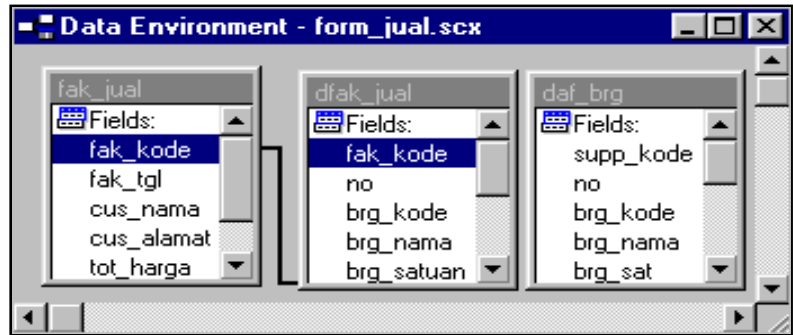 Data Environment - form_jual.scx
fak_jual
Fields:
fak_kode
fak_tgl
cus_nama
cus_alamat
tot_harga
dfak_jual
Fields:
fak_kode
no
brg_kode
brg_nama
brg_satuan
daf_brg
Fields:
supp_kode
no
brg_kode
brg_nama
brg_sat